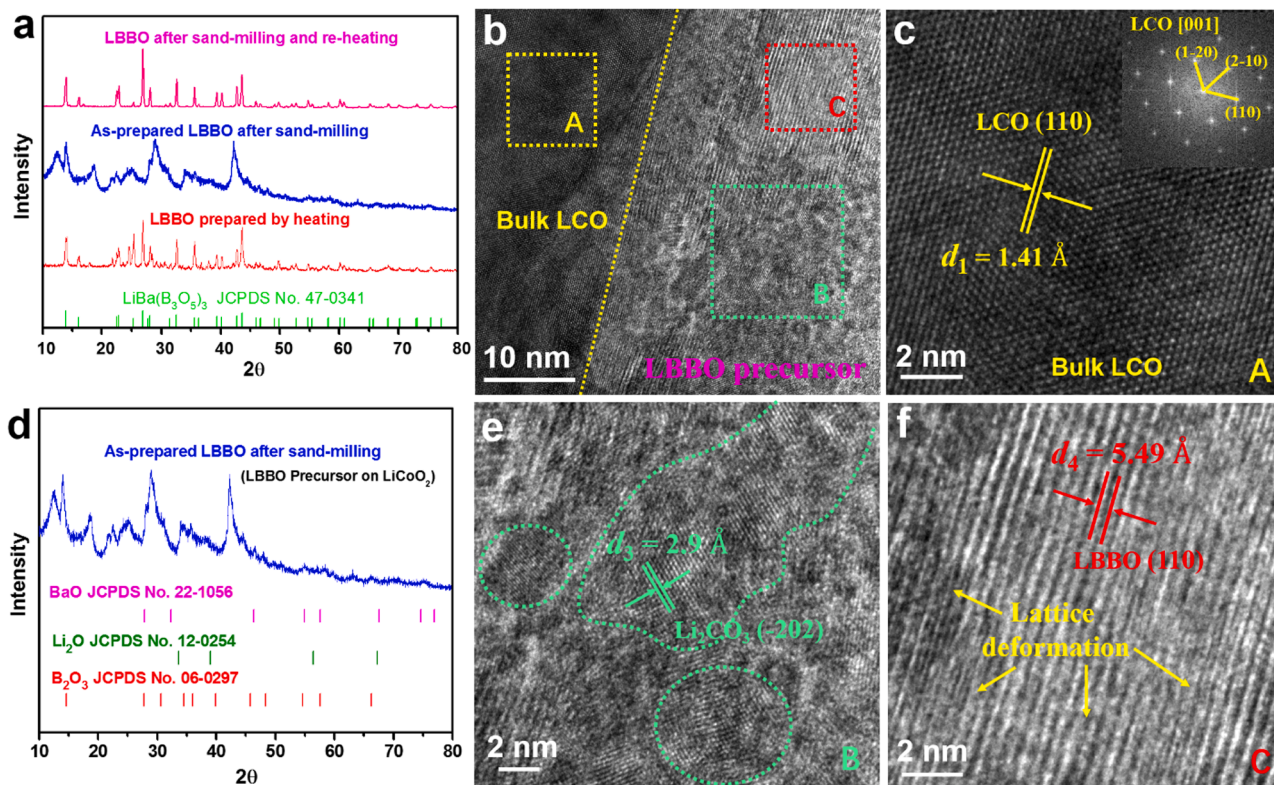 a
LBBO after sand-milling and re-heating
As-prepared LBBO after sand-milling
LBBO prepared by heating
LiBa(B₃O₅)₃ JCPDS No. 47-0341
Intensity
10 20 30 40 50 60 70 80
2θ
b
A
C
Bulk LCO
B
10 nm
LBBO precursor
c
LCO [001]
(1-20)
(2-10)
(110)
LCO (110)
d₁ = 1.41 Å
2 nm
Bulk LCO
A
d
As-prepared LBBO after sand-milling
(LBBO Precursor on LiCoO₂)
BaO JCPDS No. 22-1056
Li₂O JCPDS No. 12-0254
B₂O₃ JCPDS No. 06-0297
Intensity
10 20 30 40 50 60 70 80
2θ
e
d₃ = 2.9 Å
Li₂CO₃ (-202)
2 nm
B
f
d₄ = 5.49 Å
LBBO (110)
Lattice
deformation
2 nm
C